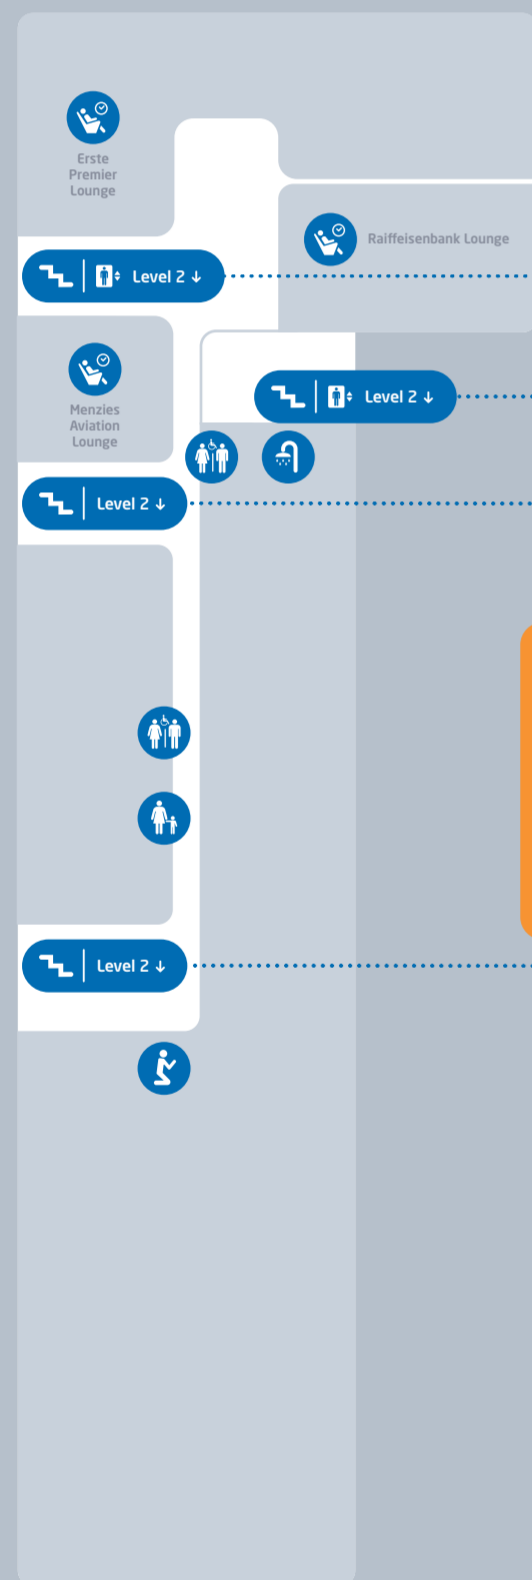 Erste
Premier
Lounge
Raiffeisenbank Lounge
Level 2 ↓
Menzies
Aviation
Lounge
Level 2 ↓
Level 2 ↓
Level 2 ↓